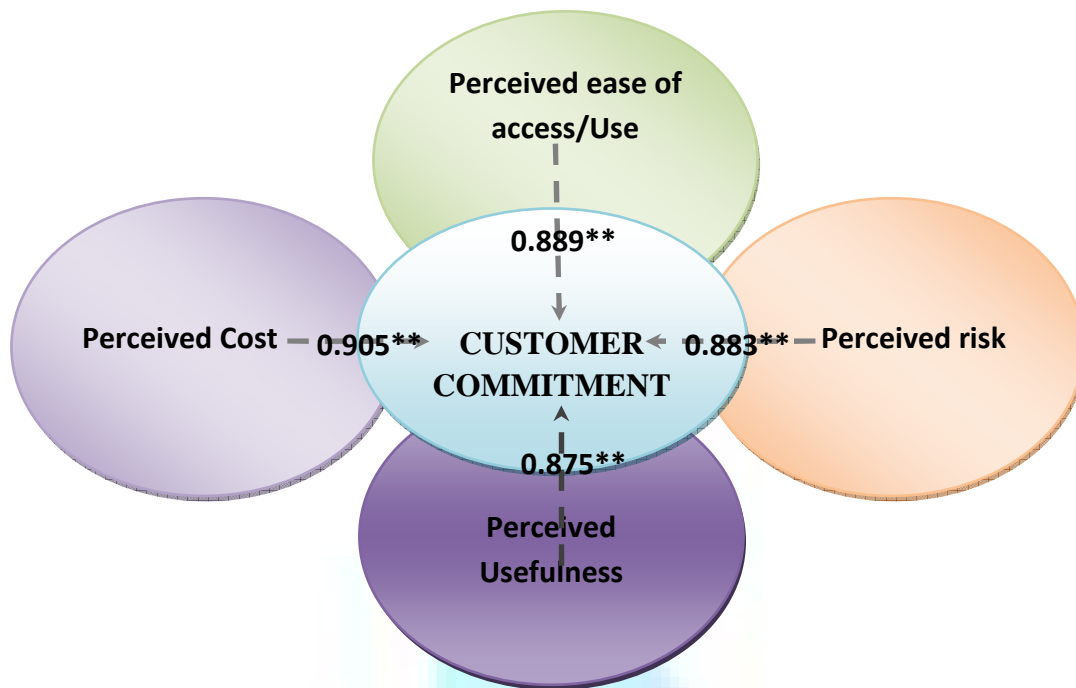 Perceived ease of
access/Use
0.889**
Perceived Cost
0.905**
CUSTOMER
COMMITMENT
0.883**
Perceived risk
0.875**
Perceived
Usefulness